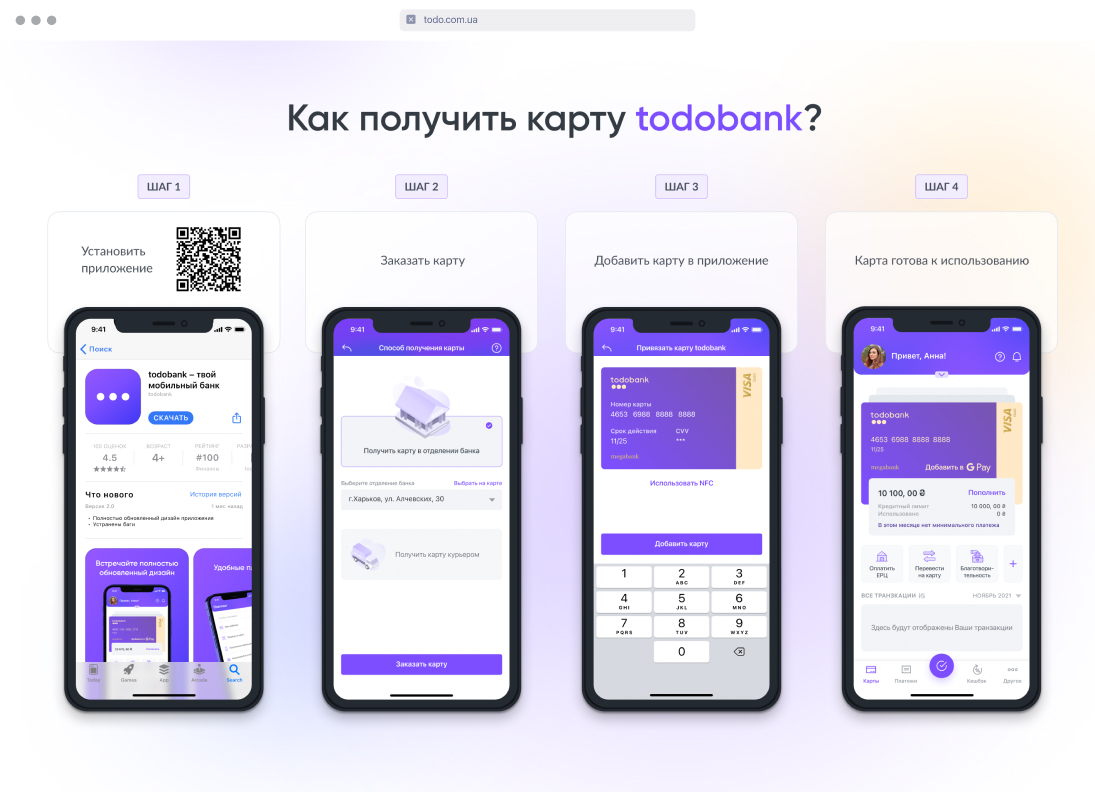 todo.com.ua
Как получить карту todobank?
ШАГ 1
Установить
приложение
9:41
Поиск
todobank – твой
мобильный банк
todobank
СКАЧАТЬ
100 ОЦЕНОК
4.5
ВОЗРАСТ
4+
РЕЙТИНГ
#100
Финансы
Что нового
История версий
Версия 2.0
1 мес назад
• Полностью обновленный дизайн приложения
• Устранены баги
Встречайте полностью
обновленный дизайн
Удобные
Today
Games
App
Arcade
Search
ШАГ 2
Заказать карту
9:41
Способ получения карты
Получить карту в отделении банка
Выберите отделение банка
Выбрать на карте
г.Харьков, ул. Алчевских, 30
Получить карту курьером
Заказать карту
ШАГ 3
Добавить карту в приложение
9:41
Привязать карту todobank
todobank
VISA
Номер карты
4653 6988 8888 8888
Срок действия
CVV
11/25
***
megabank
Использовать NFC
Добавить карту
1
2
ABC
3
DEF
4
GHI
5
JKL
6
MNO
7
PQRS
8
TUV
9
WXYZ
0
ШАГ 4
Карта готова к использованию
9:41
Привет, Анна!
todobank
VISA
4653 6988 8888 8888
11/25
megabank
Добавить в G Pay
10 100, 00 ₴
Пополнить
Кредитный лимит
10 000, 00 ₴
Использовано
0 ₴
В этом месяце нет минимального платежа
Оплатить
ЕРЦ
Перевести
на карту
Благотвори-
тельность
+
ВСЕ ТРАНЗКАЦИИ
НОЯБРЬ 2021
Здесь будут отображены Ваши транзакции
Карты
Платежи
Кэшбэк
Другое